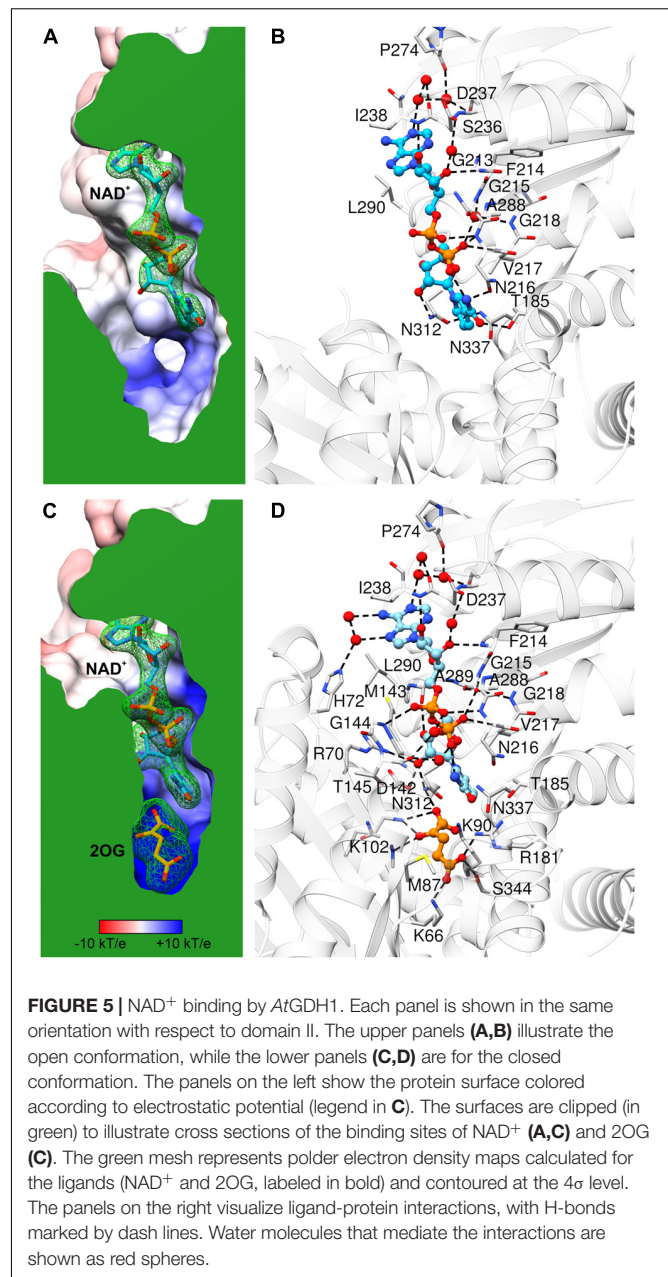 A
NAD⁺
B
P274
D237
I238
S236
G213
F214
G215
L290
A288
G218
V217
N216
T185
N312
N337
C
NAD⁺
2OG
-10 kT/e +10 kT/e
D
P274
I238
D237
F214
L290
G215
A289
A288
H72
M143
G218
G144
V217
R70
N216
T145
D142
T185
N312
N337
K90
K102
R181
M87
S344
K66
FIGURE 5 | NAD⁺ binding by AtGDH1. Each panel is shown in the same
orientation with respect to domain II. The upper panels (A,B) illustrate the
open conformation, while the lower panels (C,D) are for the closed
conformation. The panels on the left show the protein surface colored
according to electrostatic potential (legend in C). The surfaces are clipped (in
green) to illustrate cross sections of the binding sites of NAD⁺ (A,C) and 2OG
(C). The green mesh represents polder electron density maps calculated for
the ligands (NAD⁺ and 2OG, labeled in bold) and contoured at the 4σ level.
The panels on the right visualize ligand-protein interactions, with H-bonds
marked by dash lines. Water molecules that mediate the interactions are
shown as red spheres.